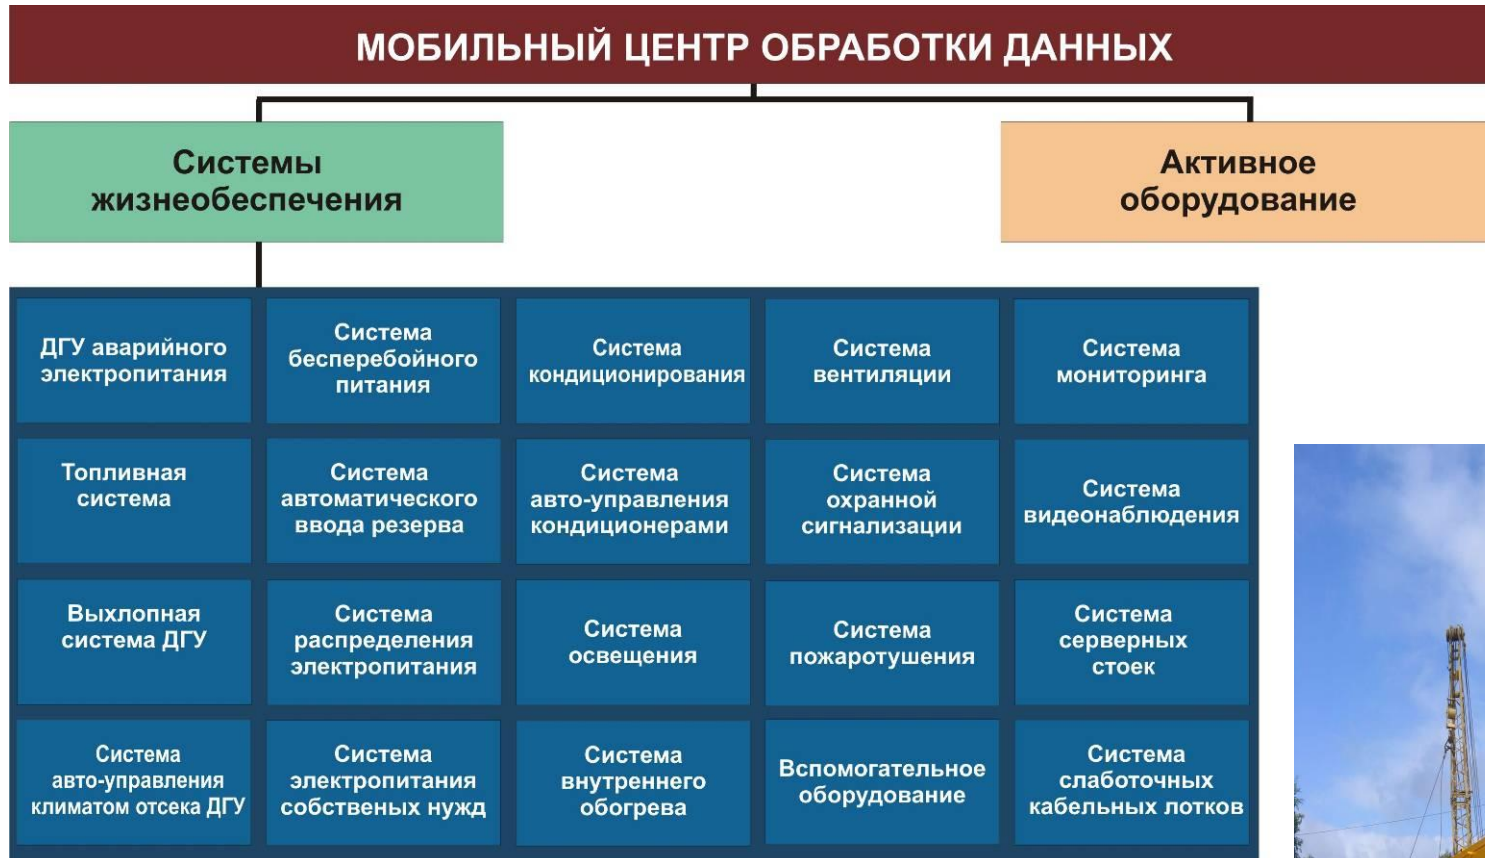 МОБИЛЬНЫЙ ЦЕНТР ОБРАБОТКИ ДАННЫХ
Системы
жизнеобеспечения
Активное
оборудование
ДГУ аварийного
электропитания
Система
бесперебойного
питания
Система
кондиционирования
Система
вентиляции
Система
мониторинга
Топливная
система
Система
автоматического
ввода резерва
Система
авто-управления
кондиционерами
Система
охранной
сигнализации
Система
видеонаблюдения
Выхлопная
система ДГУ
Система
распределения
электропитания
Система
освещения
Система
пожаротушения
Система
серверных
стоек
Система
авто-управления
климатом отсека ДГУ
Система
электропитания
собственых нужд
Система
внутреннего
обогрева
Вспомогательное
оборудование
Система
слаботочных
кабельных лотков